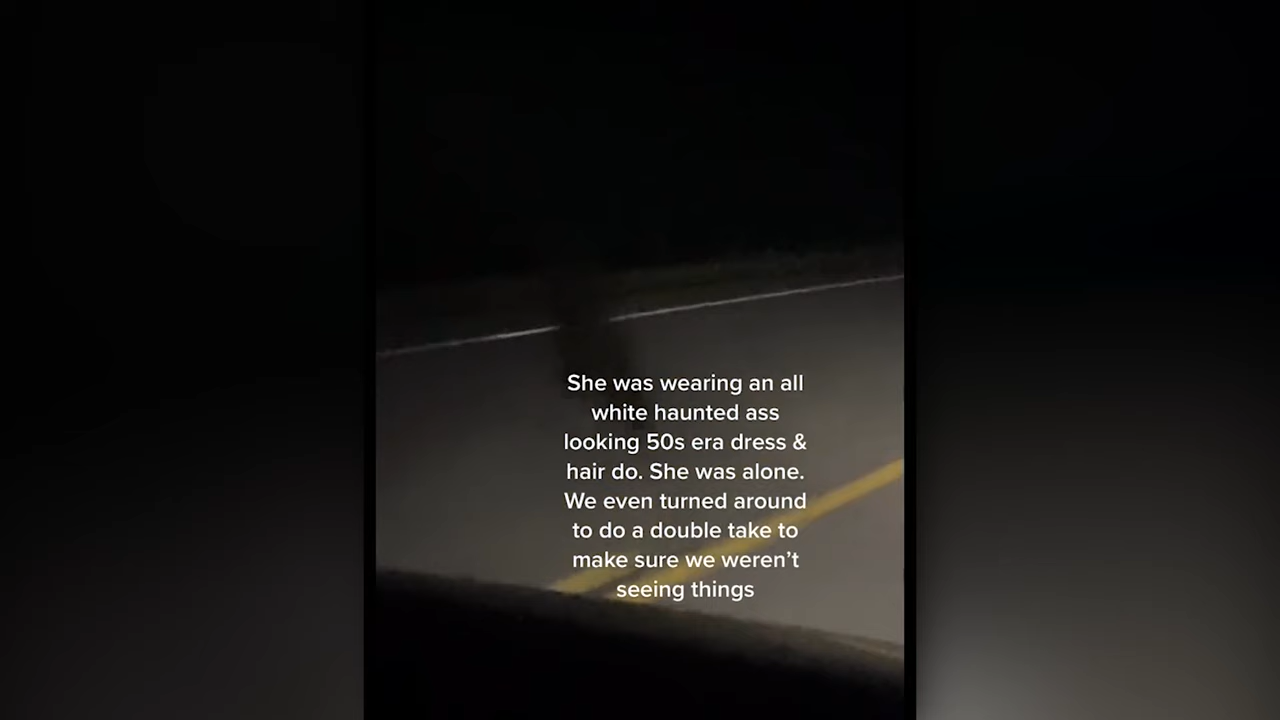 She was wearing an all
white haunted ass
looking 50s era dress &
hair do. She was alone.
We even turned around
to do a double take to
make sure we weren’t
seeing things